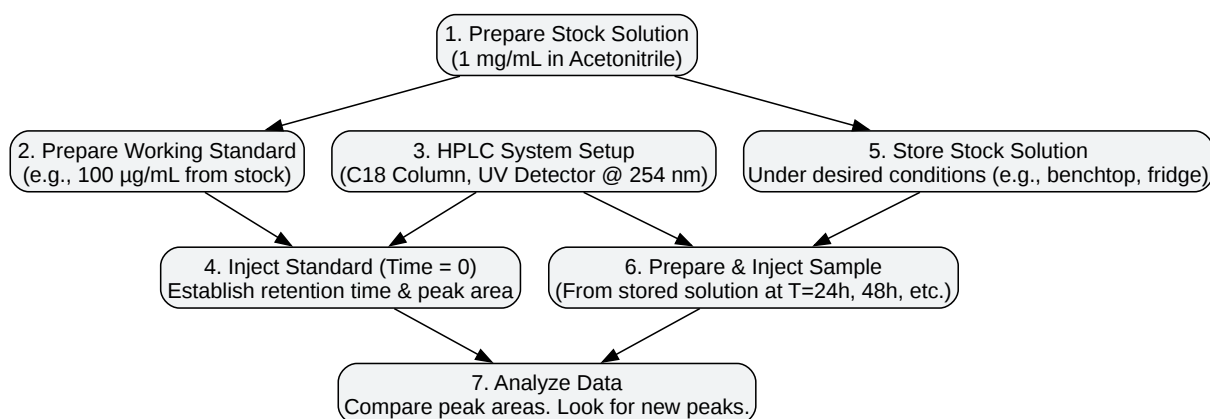 1. Prepare Stock Solution
(1 mg/mL in Acetonitrile)
2. Prepare Working Standard
(e.g., 100 µg/mL from stock)
3. HPLC System Setup
(C18 Column, UV Detector @ 254 nm)
5. Store Stock Solution
Under desired conditions (e.g., benchtop, fridge)
4. Inject Standard (Time = 0)
Establish retention time & peak area
6. Prepare & Inject Sample
(From stored solution at T=24h, 48h, etc.)
7. Analyze Data
Compare peak areas. Look for new peaks.